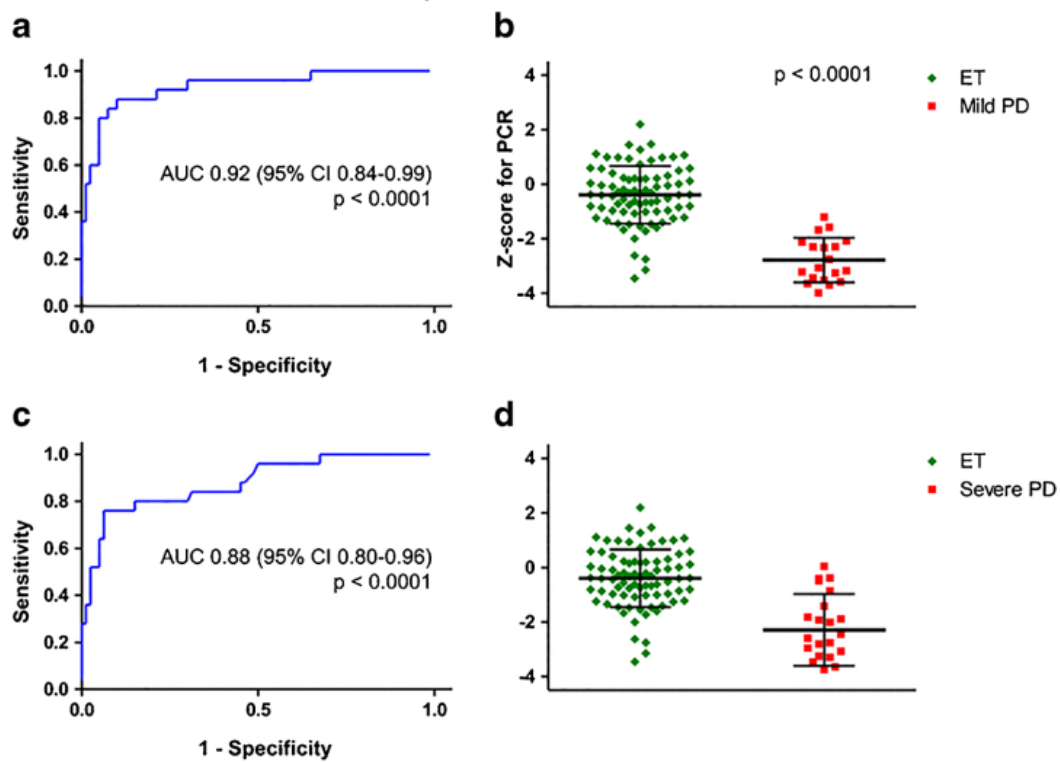 a
1.0
0.8
0.6
0.4
0.2
0.0
0.0 0.5 1.0
Sensitivity
1 - Specificity
AUC 0.92 (95% CI 0.84-0.99)
p < 0.0001
b
4
2
0
-2
-4
Z-score for PCR
p < 0.0001
ET
Mild PD
c
1.0
0.8
0.6
0.4
0.2
0.0
0.0 0.5 1.0
Sensitivity
1 - Specificity
AUC 0.88 (95% CI 0.80-0.96)
p < 0.0001
d
4
2
0
-2
-4
ET
Severe PD